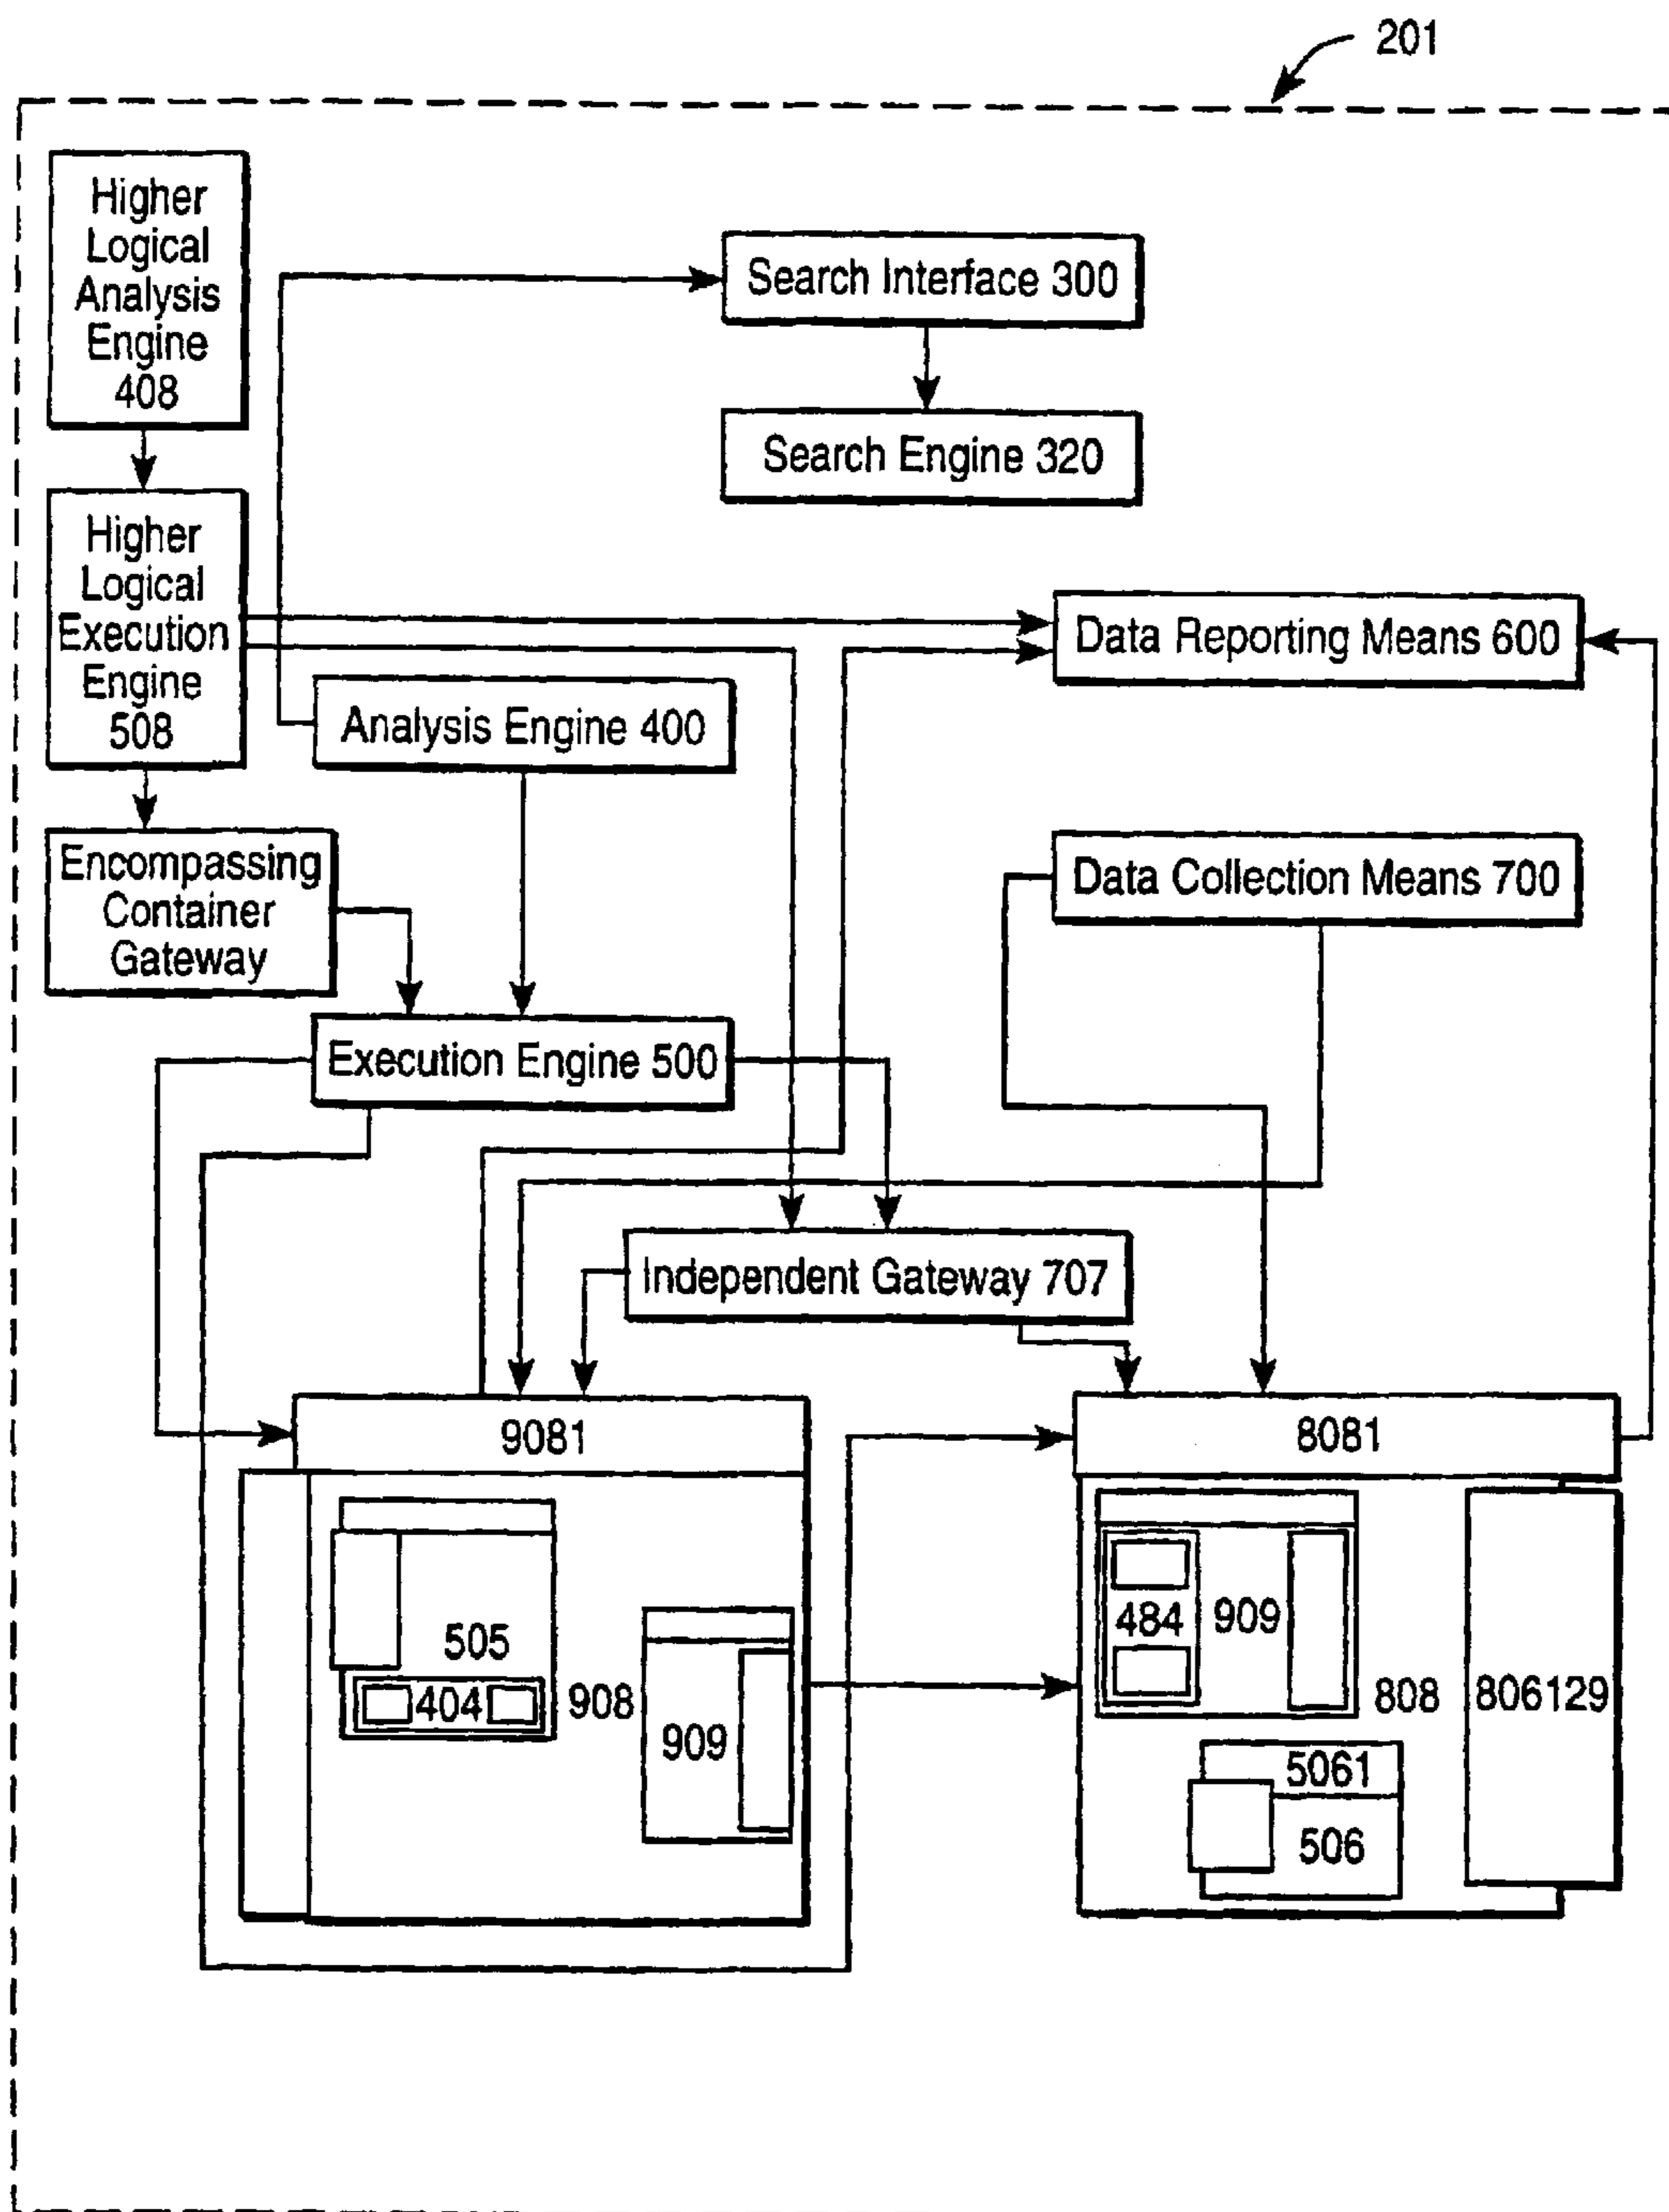 201
Higher
Logical
Analysis
Engine
408
Search Interface 300
Search Engine 320
Higher
Logical
Execution
Engine
508
Data Reporting Means 600
Analysis Engine 400
Encompassing
Container
Gateway
Data Collection Means 700
Execution Engine 500
Independent Gateway 707
9081
8081
505
404
908
909
484
909
808
806129
5061
506